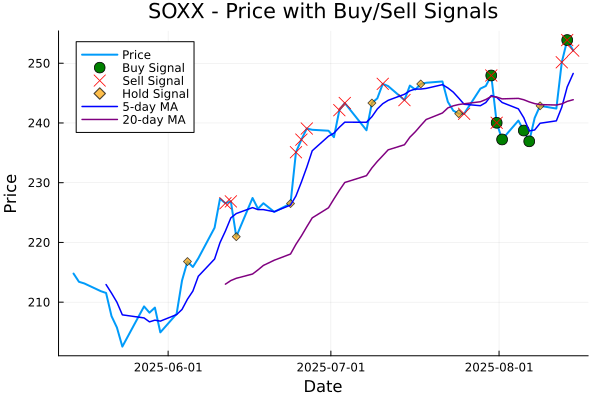 SOXX - Price with Buy/Sell Signals
Price
Buy Signal
Sell Signal
Hold Signal
5-day MA
20-day MA
250
240
230
220
210
Price
2025-06-01
2025-07-01
2025-08-01
Date